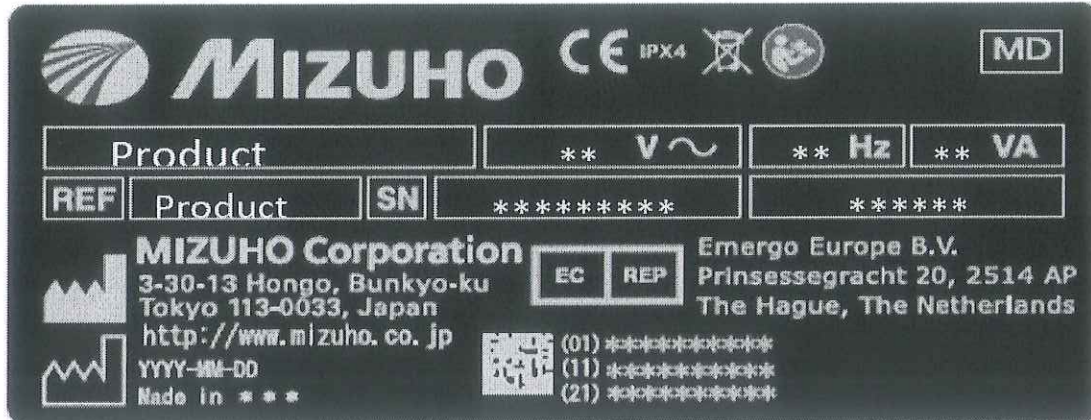 MIZUHO CE IPX4 MD
Product ** V ** Hz ** VA
REF Product SN ********* ******
MIZUHO Corporation
3-30-13 Hongo, Bunkyo-ku
Tokyo 113-0033, Japan
http://www.mizuho.co.jp
EC REP
Emergo Europe B.V.
Prinsessegracht 20, 2514 AP
The Hague, The Netherlands
YYYY-MM-DD
Made in ***
(01) **********
(11) **********
(21) **********